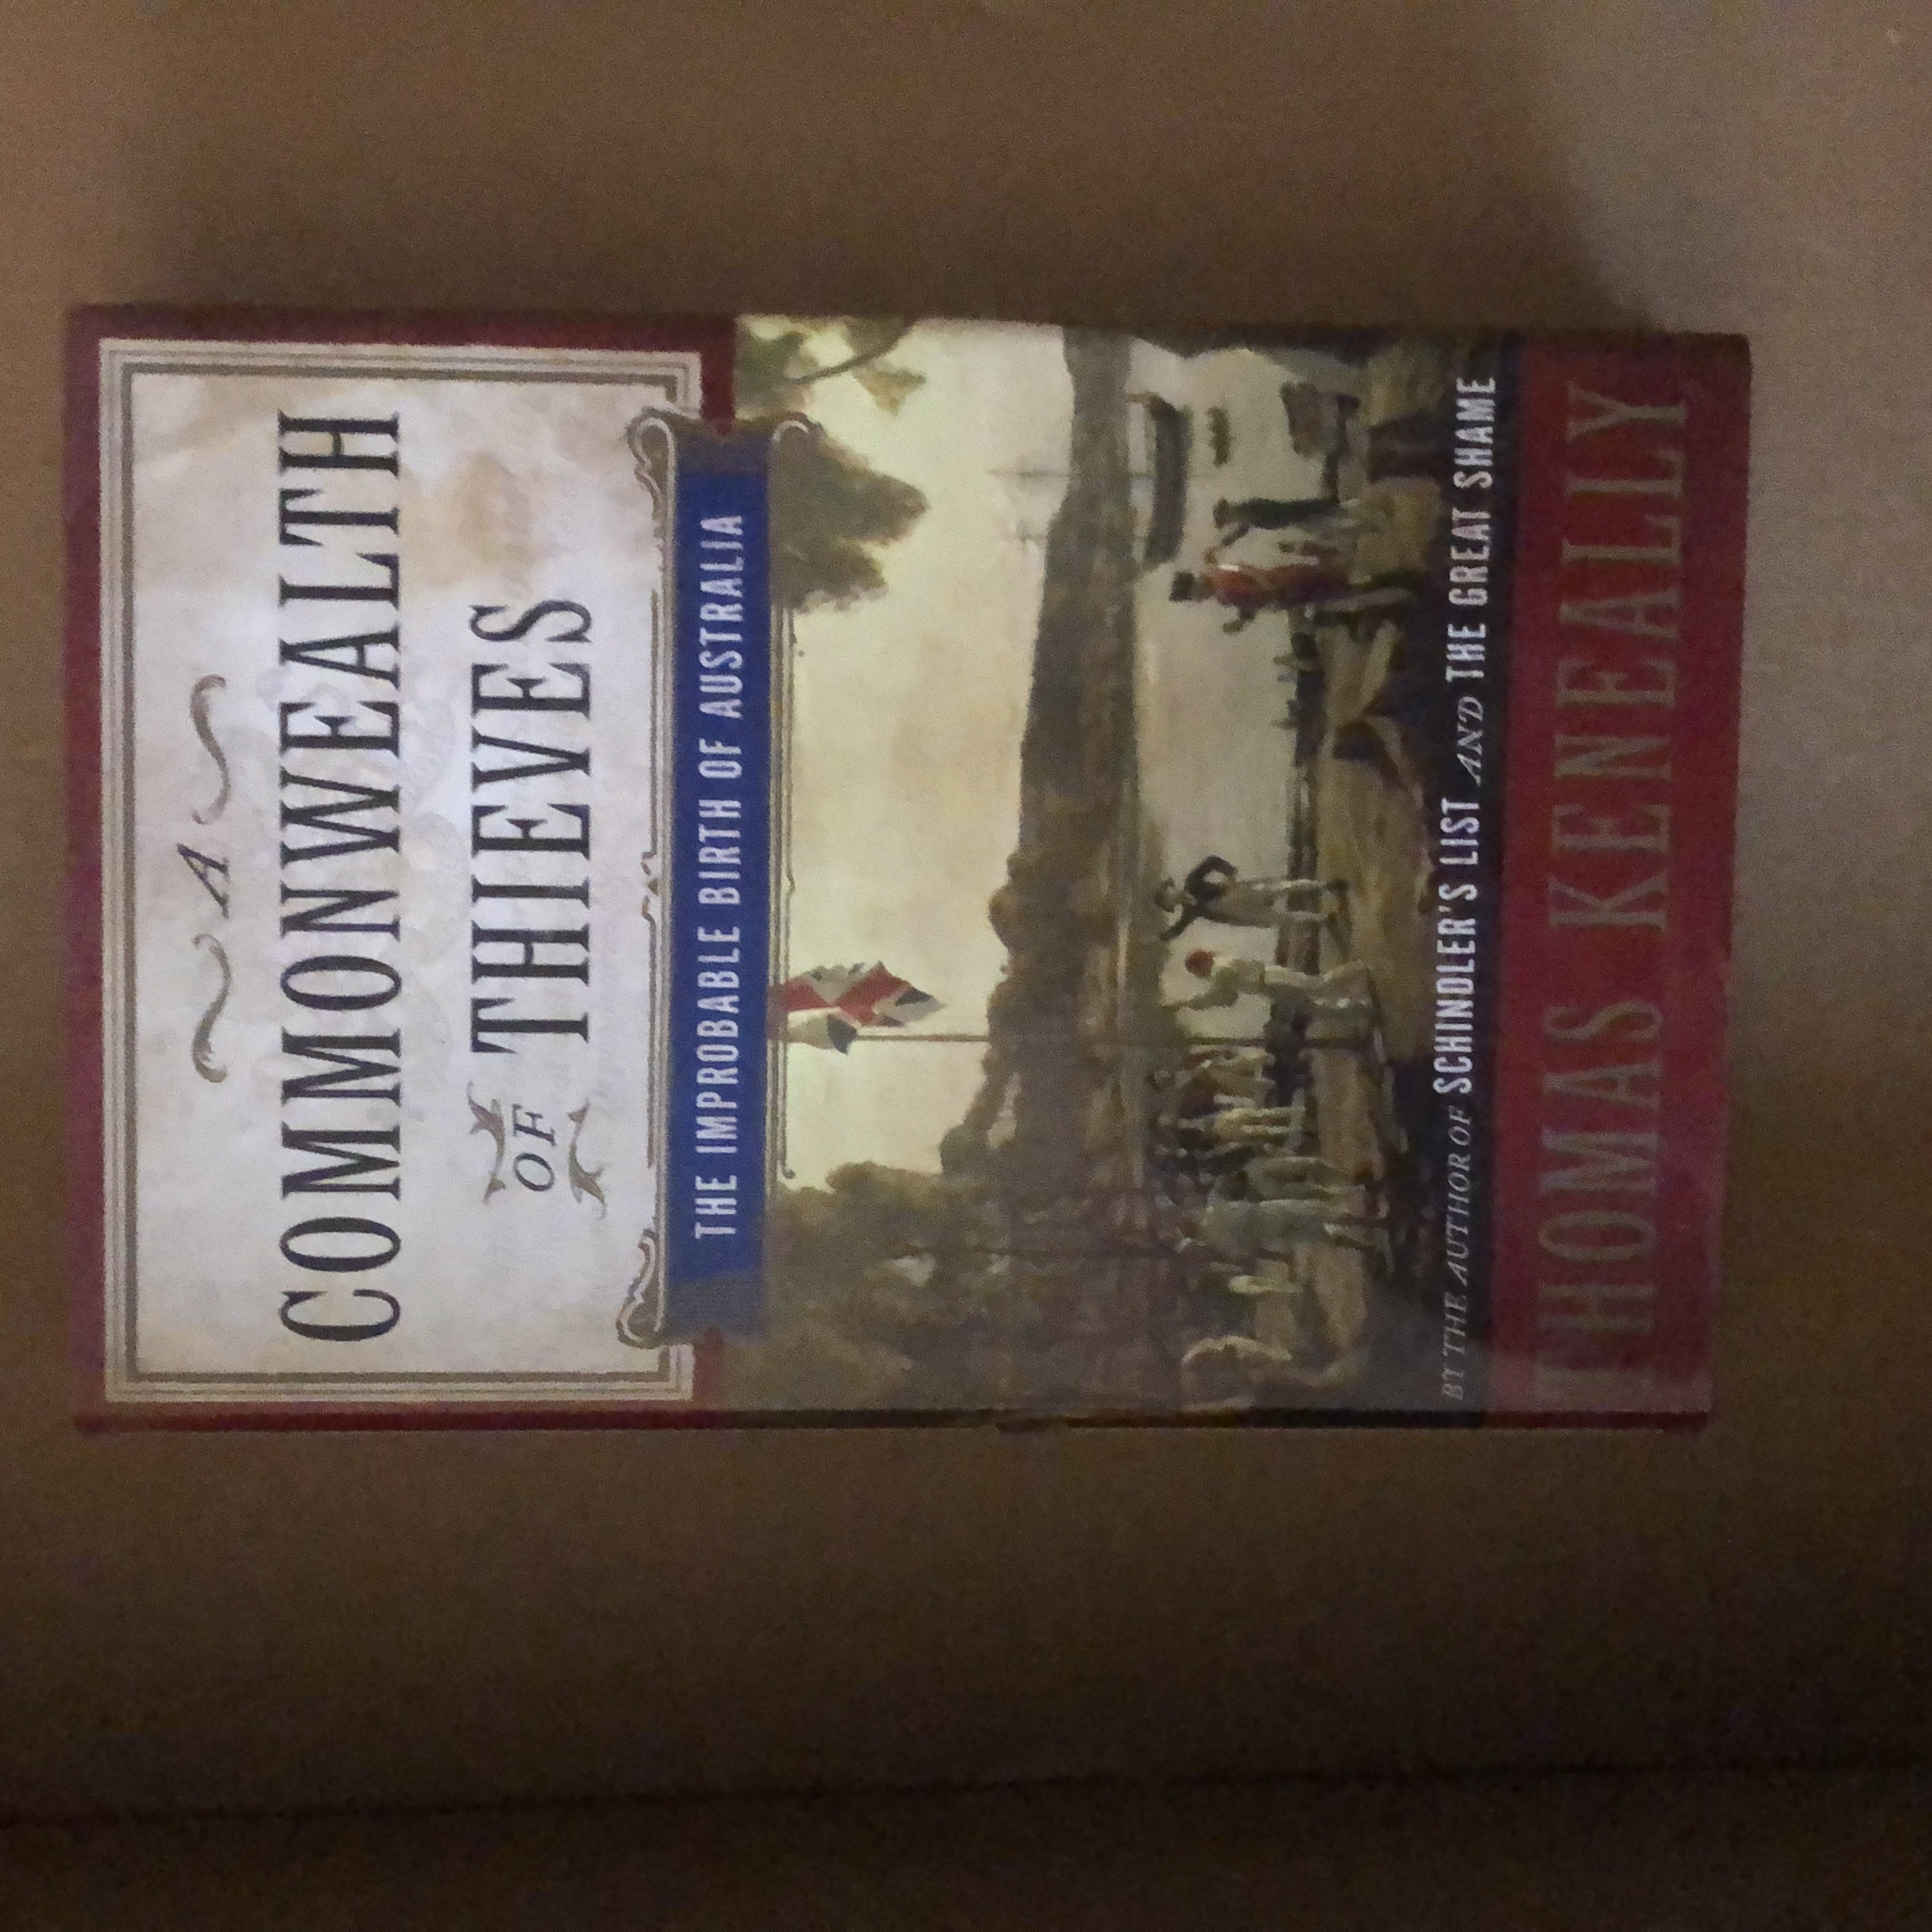 A
COMMONWEALTH
OF THIEVES
THE IMPROBABLE BIRTH OF AUSTRALIA
BY THE AUTHOR OF SCHINDLER'S LIST AND THE GREAT SHAME
THOMAS KENEALLY